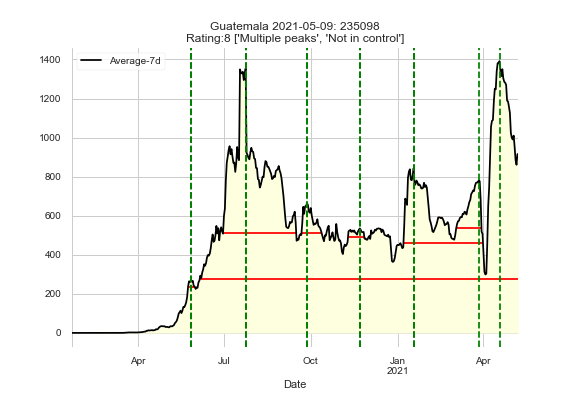 Guatemala 2021-05-09: 235098
Rating:8 ['Multiple peaks', 'Not in control']
Average-7d
1400
1200
1000
800
600
400
200
0
Apr
Jul
Oct
Jan
2021
Apr
Date